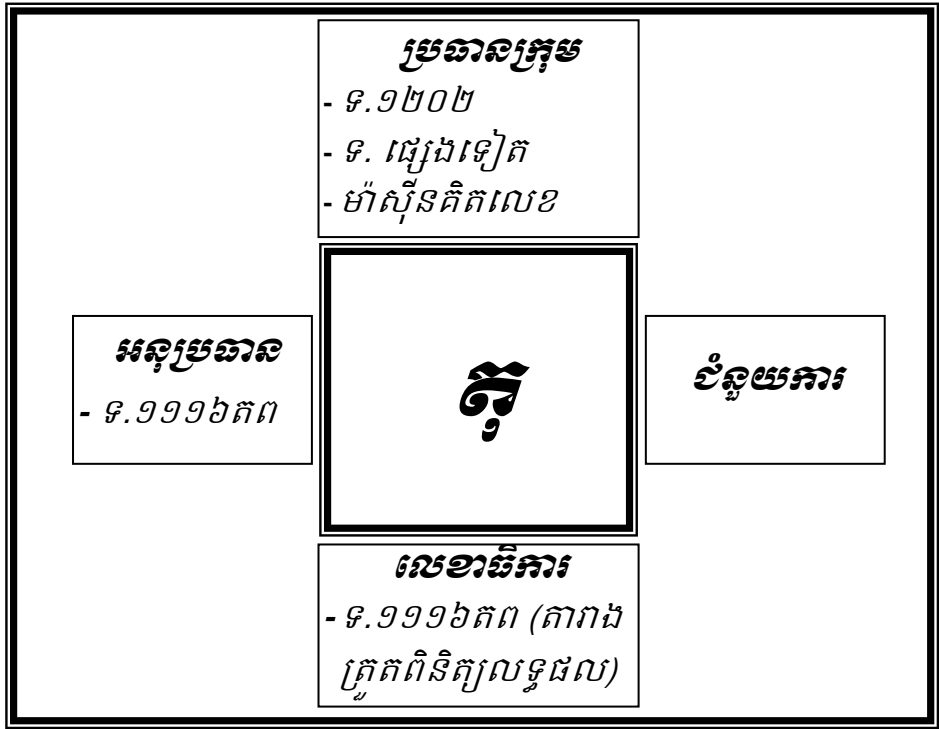 ប្រធានក្រុម
- ទ.១២០២
- ទ. ផ្សេងទៀត
- ម៉ាស៊ីនគិតលេខ
អនុប្រធាន
- ទ.១១១៦តព
តុ
ជំនួយការ
លេខាធិការ
- ទ.១១១៦តព (តារាង
ត្រួតពិនិត្យលទ្ធផល)